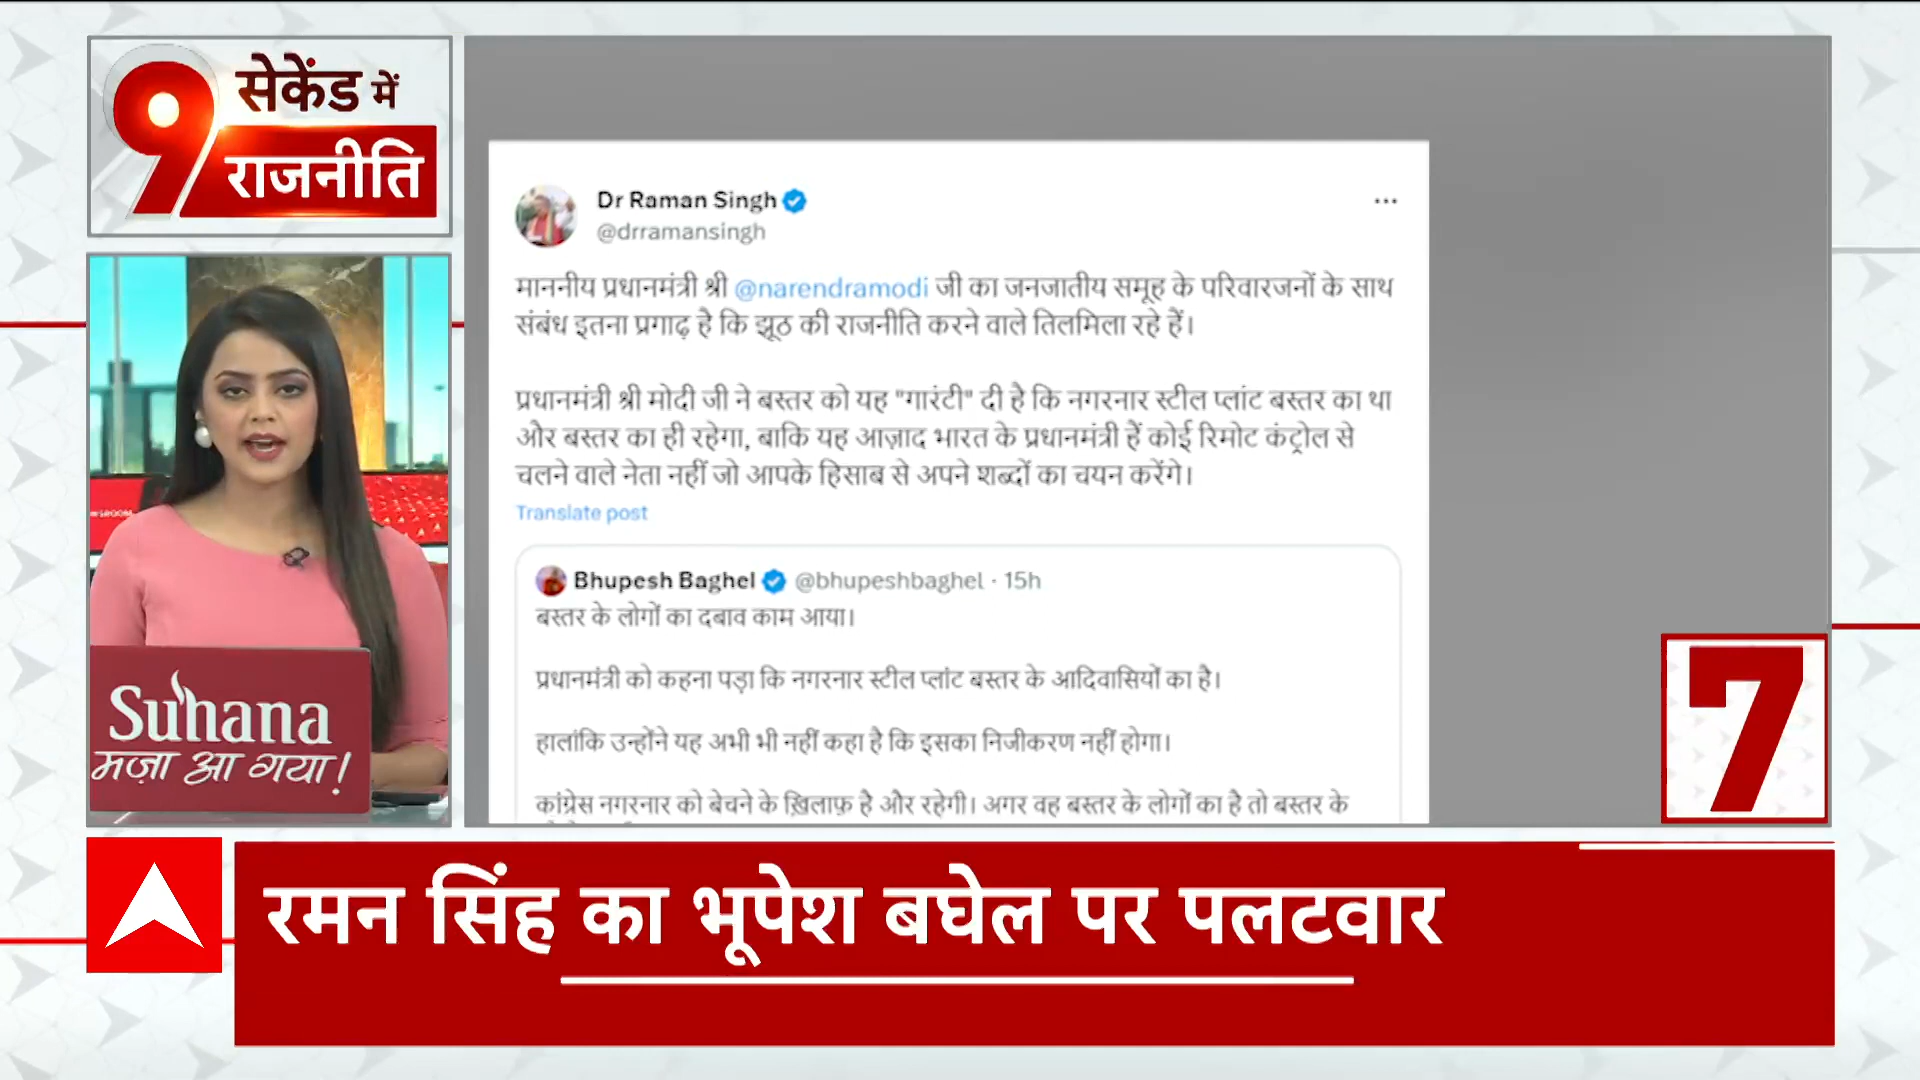 9 सेकेंड में
राजनीति
Dr Raman Singh
@drramansingh
माननीय प्रधानमंत्री श्री @narendramodi जी का जनजातीय समूह के परिवारजनों के साथ
संबंध इतना प्रगाढ़ है कि झूठ की राजनीति करने वाले तिलमिला रहे हैं।
प्रधानमंत्री श्री मोदी जी ने बस्तर को यह "गारंटी" दी है कि नगरनार स्टील प्लांट बस्तर का था
और बस्तर का ही रहेगा, बाकि यह आज़ाद भारत के प्रधानमंत्री हैं कोई रिमोट कंट्रोल से
चलने वाले नेता नहीं जो आपके हिसाब से अपने शब्दों का चयन करेंगे।
Translate post
Bhupesh Baghel @bhupeshbaghel · 15h
बस्तर के लोगों का दबाव काम आया।
प्रधानमंत्री को कहना पड़ा कि नगरनार स्टील प्लांट बस्तर के आदिवासियों का है।
हालांकि उन्होंने यह अभी भी नहीं कहा है कि इसका निजीकरण नहीं होगा।
कांग्रेस नगरनार को बेचने के ख़िलाफ़ है और रहेगी। अगर वह बस्तर के लोगों का है तो बस्तर के
Suhana
मज़ा आ गया!
7
रमन सिंह का भूपेश बघेल पर पलटवार